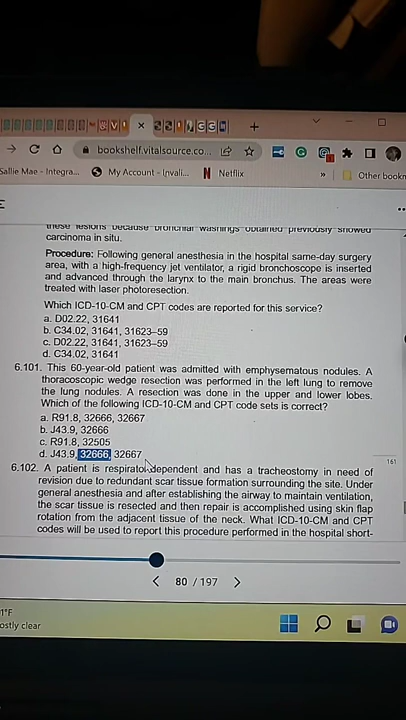 bookshelf.vitalsource.co...
Sallie Mae - Integra...
My Account - Invali...
Netflix
»
Other bookm
these lesions because bronchial washings obtained previously showed
carcinoma in situ.
Procedure: Following general anesthesia in the hospital same-day surgery
area, with a high-frequency jet ventilator, a rigid bronchoscope is inserted
and advanced through the larynx to the main bronchus. The areas were
treated with laser photoresection.
Which ICD-10-CM and CPT codes are reported for this service?
a. D02.22, 31641
b. C34.02, 31641, 31623–59
c. D02.22, 31641, 31623–59
d. C34.02, 31641
6.101. This 60-year-old patient was admitted with emphysematous nodules. A
thoracoscopic wedge resection was performed in the left lung to remove
the lung nodules. A resection was done in the upper and lower lobes.
Which of the following ICD-10-CM and CPT code sets is correct?
a. R91.8, 32666, 32667
b. J43.9, 32666
c. R91.8, 32505
d. J43.9, 32666, 32667
161
6.102. A patient is respirator dependent and has a tracheostomy in need of
revision due to redundant scar tissue formation surrounding the site. Under
general anesthesia and after establishing the airway to maintain ventilation,
the scar tissue is resected and then repair is accomplished using skin flap
rotation from the adjacent tissue of the neck. What ICD-10-CM and CPT
codes will be used to report this procedure performed in the hospital short-
< 80 / 197 >
1°F
ostly clear